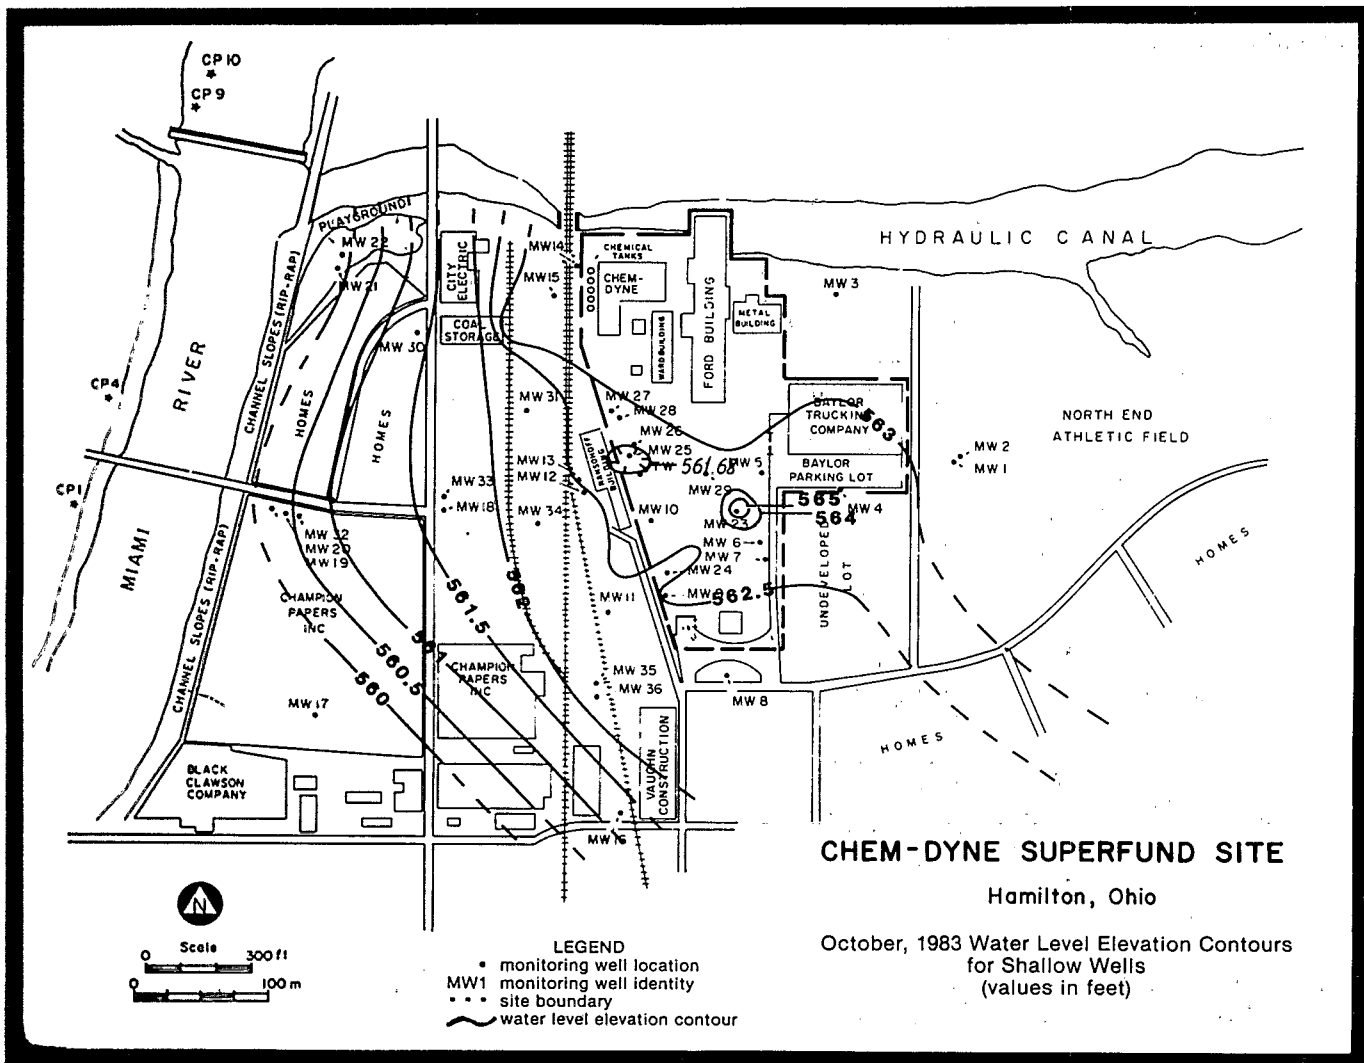 CP 10
CP 9
PLAYGROUND
MW 22
MW 21
CITY
ELECTRIC
MW14
MW15
CHEMICAL
TANKS
CHEM-
DYNE
FORD BUILDING
METAL
BUILDING
WARD BUILDING
HYDRAULIC CANAL
MW 3
COAL
STORAGE
MW 30
CHANNEL SLOPES (RIP-RAP)
RIVER
CP4
HOMES
HOMES
MW 31
MW 27
MW 28
MW 26
MW 25
561.68
MW 5
BAYLOR
TRUCKING
COMPANY
563
BAYLOR
PARKING LOT
NORTH END
ATHLETIC FIELD
MW 2
MW 1
RANSOHOFF
BUILDING
MW 13
MW 12
MW 33
MW 18
MW 34
MW 29
MW 10
MW 23
565
564
MW 4
CP1
MIAMI
CHANNEL SLOPES (RIP-RAP)
MW 32
MW 20
MW 19
MW 6
MW 7
MW 24
562.5
UNDEVELOPED
LOT
HOMES
CHAMPION
PAPERS
INC
562
561.5
561
560.5
560
MW 11
CHAMPION
PAPERS
INC
MW 35
MW 36
MW 8
HOMES
MW 17
VAUGHN
CONSTRUCTION
BLACK
CLAWSON
COMPANY
MW 16
CHEM-DYNE SUPERFUND SITE
Hamilton, Ohio
October, 1983 Water Level Elevation Contours
for Shallow Wells
(values in feet)
N
Scale
0 300 ft
0 100 m
LEGEND
monitoring well location
MW1 monitoring well identity
site boundary
water level elevation contour